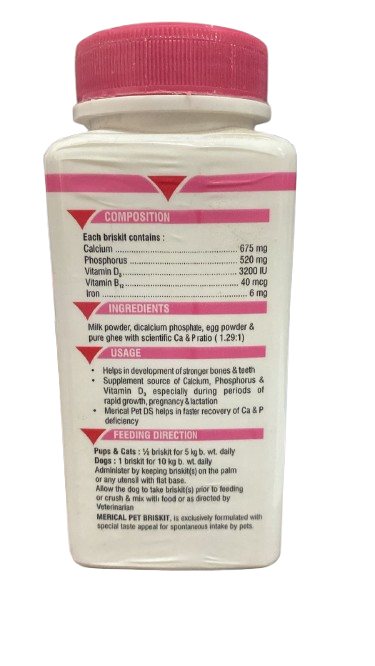 COMPOSITION
Each briskit contains :
Calcium ........................................ 675 mg
Phosphorus .................................. 520 mg
Vitamin D₃.................................... 3200 IU
Vitamin B₁₂................................... 40 mcg
Iron .............................................. 6 mg
INGREDIENTS
Milk powder, dicalcium phosphate, egg powder &
pure ghee with scientific Ca & P ratio ( 1.29:1)
USAGE
• Helps in development of stronger bones & teeth
• Supplement source of Calcium, Phosphorus &
Vitamin D₃ especially during periods of
rapid growth, pregnancy & lactation
• Merical Pet DS helps in faster recovery of Ca & P
deficiency
FEEDING DIRECTION
Pups & Cats : ½ briskit for 5 kg b. wt. daily
Dogs : 1 briskit for 10 kg b. wt. daily
Administer by keeping briskit(s) on the palm
or any utensil with flat base.
Allow the dog to take briskit(s) prior to feeding
or crush & mix with food or as directed by
Veterinarian
MERICAL PET BRISKIT, is exclusively formulated with
special taste appeal for spontaneous intake by pets.